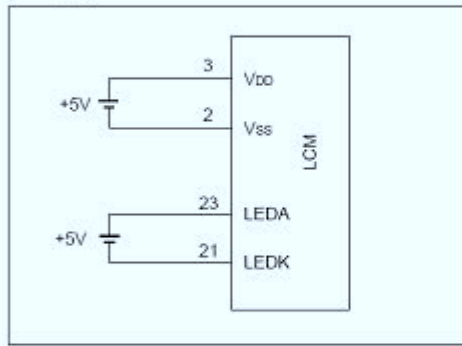 3 VDD
+5V
2 VSS
LCM
23 LEDA
+5V
21 LEDK